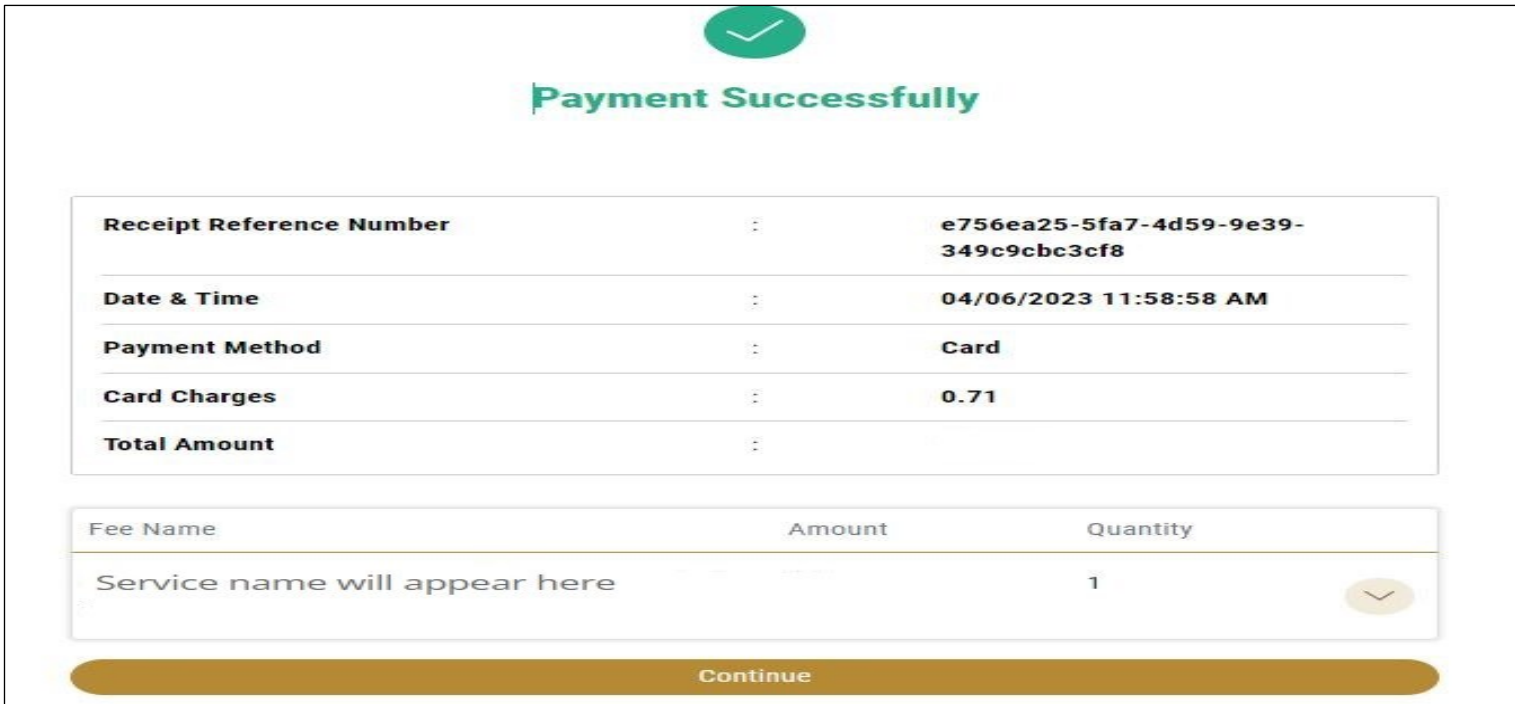 Payment Successfully
Receipt Reference Number : e756ea25-5fa7-4d59-9e39-
349c9cbc3cf8
Date & Time : 04/06/2023 11:58:58 AM
Payment Method : Card
Card Charges : 0.71
Total Amount :
Fee Name Amount Quantity
Service name will appear here 1
Continue